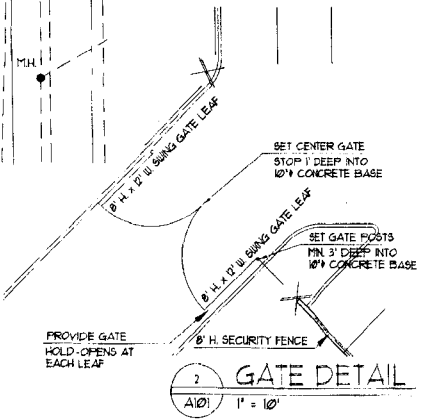 M.H.
8' H. x 12' W. SWING GATE LEAF
SET CENTER GATE
STOP 1' DEEP INTO
10"ϕ CONCRETE BASE
8' H. x 12' W. SWING GATE LEAF
SET GATE POSTS
MIN. 3' DEEP INTO
10"ϕ CONCRETE BASE
PROVIDE GATE
HOLD-OPENS AT
EACH LEAF
8' H. SECURITY FENCE
2
A101
GATE DETAIL
1" = 10'